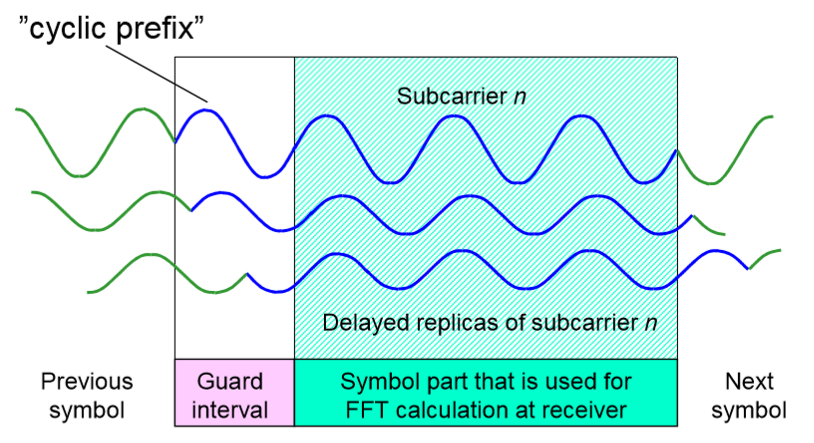 ”cyclic prefix”
Subcarrier n
Delayed replicas of subcarrier n
Previous
symbol
Guard
interval
Symbol part that is used for
FFT calculation at receiver
Next
symbol